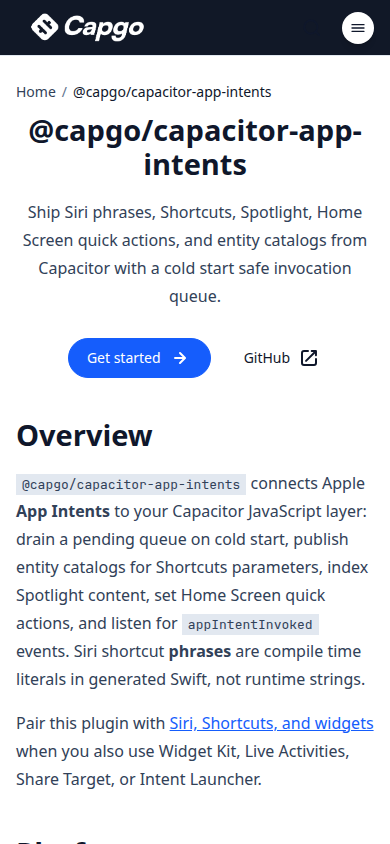 Capgo
Home / @capgo/capacitor-app-intents
@capgo/capacitor-app-
intents
Ship Siri phrases, Shortcuts, Spotlight, Home
Screen quick actions, and entity catalogs from
Capacitor with a cold start safe invocation
queue.
Get started
GitHub
Overview
@capgo/capacitor-app-intents connects Apple
App Intents to your Capacitor JavaScript layer:
drain a pending queue on cold start, publish
entity catalogs for Shortcuts parameters, index
Spotlight content, set Home Screen quick
actions, and listen for appIntentInvoked
events. Siri shortcut phrases are compile time
literals in generated Swift, not runtime strings.
Pair this plugin with Siri, Shortcuts, and widgets
when you also use Widget Kit, Live Activities,
Share Target, or Intent Launcher.